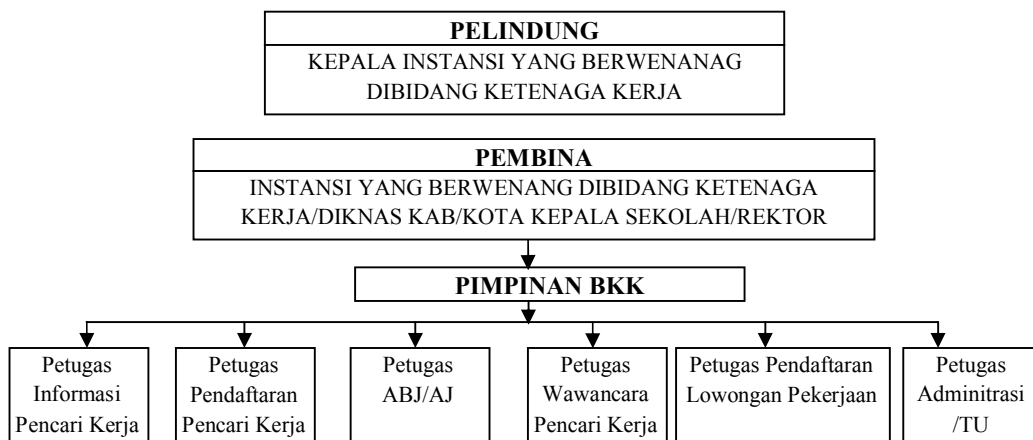 PELINDUNG
KEPALA INSTANSI YANG BERWENANAG
DIBIDANG KETENAGA KERJA
PEMBINA
INSTANSI YANG BERWENANG DIBIDANG KETENAGA
KERJA/DIKNAS KAB/KOTA KEPALA SEKOLAH/REKTOR
PIMPINAN BKK
Petugas
Informasi
Pencari Kerja
Petugas
Pendaftaran
Pencari Kerja
Petugas
ABJ/AJ
Petugas
Wawancara
Pencari Kerja
Petugas Pendaftaran
Lowongan Pekerjaan
Petugas
Adminitrasi
/TU